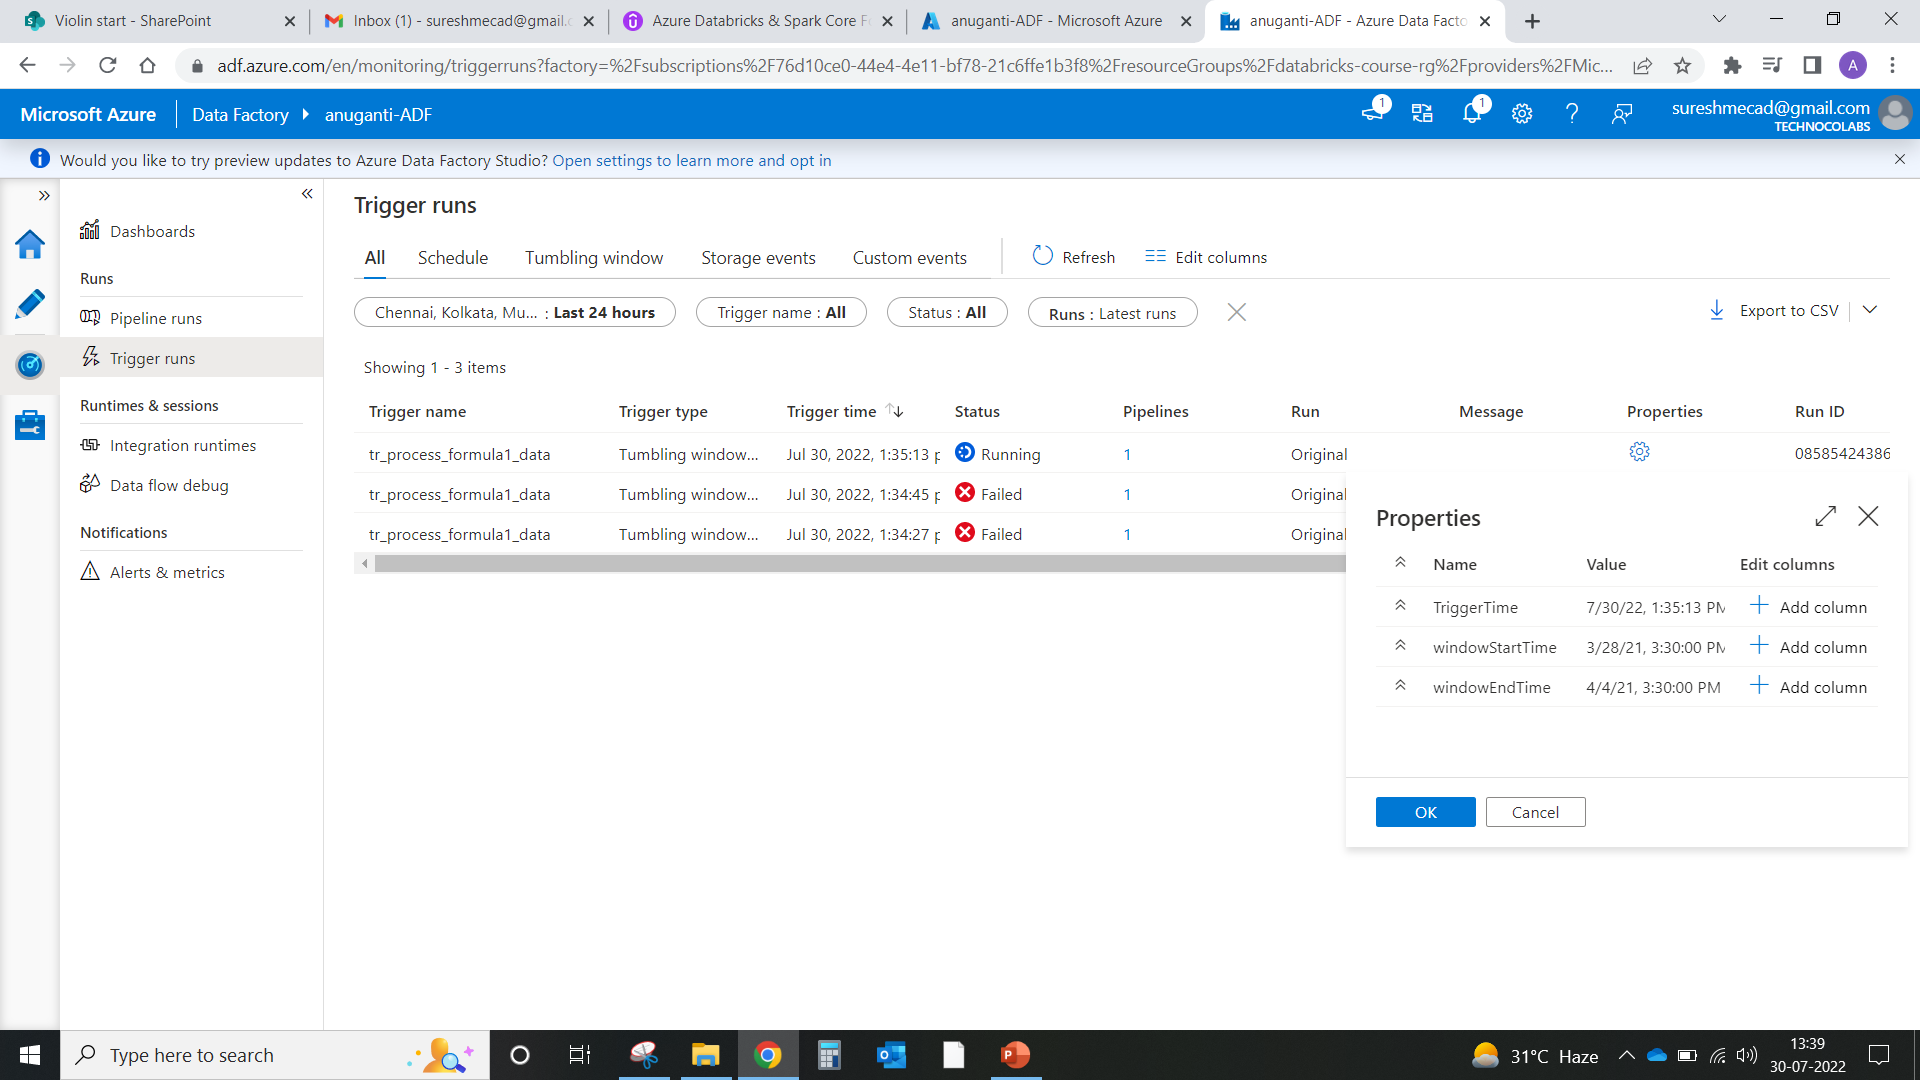 Violin start - SharePoint
Inbox (1) - sureshmecad@gmail.c
Azure Databricks & Spark Core F
anuganti-ADF - Microsoft Azure
anuganti-ADF - Azure Data Facto
adf.azure.com/en/monitoring/triggerruns?factory=%2Fsubscriptions%2F76d10ce0-44e4-4e11-bf78-21c6ffe1b3f8%2FresourceGroups%2Fdatabricks-course-rg%2Fproviders%2FMic...
A
Microsoft Azure
Data Factory
anuganti-ADF
1
1
sureshmecad@gmail.com
TECHNOCOLABS
Would you like to try preview updates to Azure Data Factory Studio? Open settings to learn more and opt in
Dashboards
Runs
Pipeline runs
Trigger runs
Runtimes & sessions
Integration runtimes
Data flow debug
Notifications
Alerts & metrics
Trigger runs
All Schedule Tumbling window Storage events Custom events Refresh Edit columns
Chennai, Kolkata, Mu... : Last 24 hours Trigger name : All Status : All Runs : Latest runs Export to CSV
Showing 1 - 3 items
Trigger name Trigger type Trigger time Status Pipelines Run Message Properties Run ID
tr_process_formula1_data Tumbling window... Jul 30, 2022, 1:35:13 p Running 1 Original 08585424386
tr_process_formula1_data Tumbling window... Jul 30, 2022, 1:34:45 p Failed 1 Original
tr_process_formula1_data Tumbling window... Jul 30, 2022, 1:34:27 p Failed 1 Original
Properties
Name Value Edit columns
TriggerTime 7/30/22, 1:35:13 PM Add column
windowStartTime 3/28/21, 3:30:00 PM Add column
windowEndTime 4/4/21, 3:30:00 PM Add column
OK Cancel
Type here to search
31°C Haze
13:39
30-07-2022